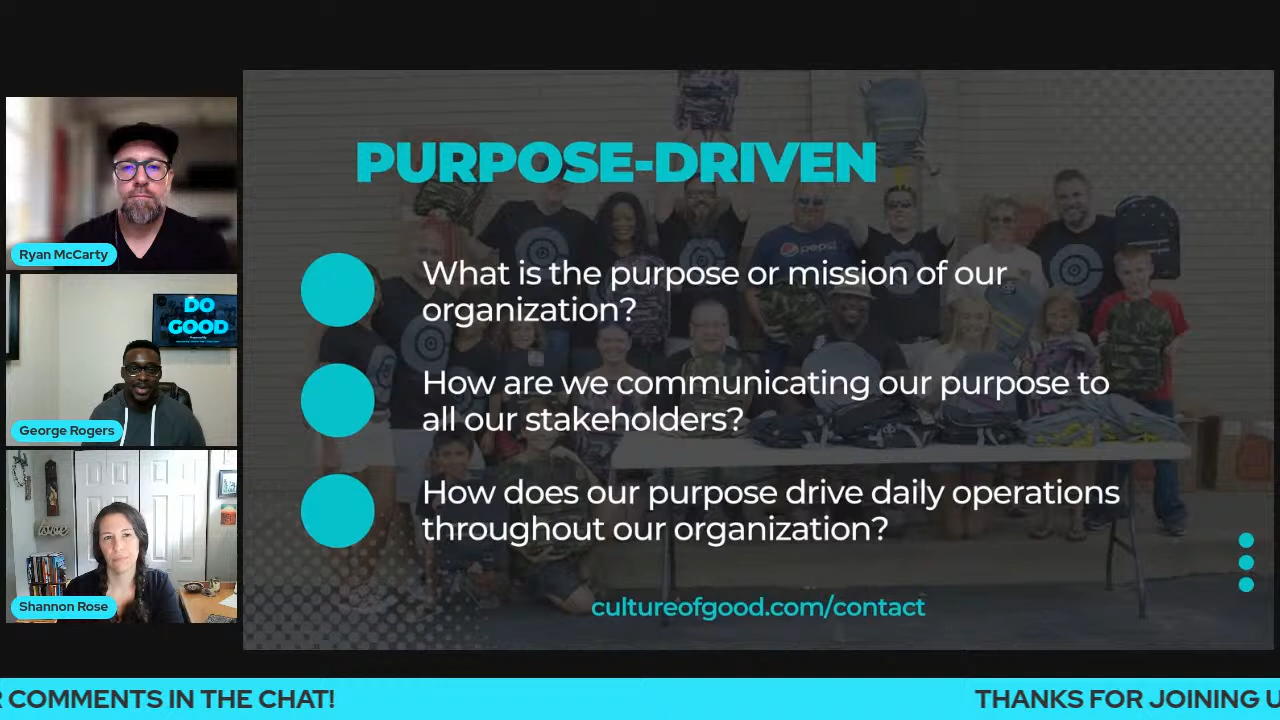 PURPOSE-DRIVEN
What is the purpose or mission of our
organization?
How are we communicating our purpose to
all our stakeholders?
How does our purpose drive daily operations
throughout our organization?
cultureofgood.com/contact
pepsi
Ryan McCarty
DO
GOOD
George Rogers
love
Shannon Rose
R COMMENTS IN THE CHAT!
THANKS FOR JOINING U